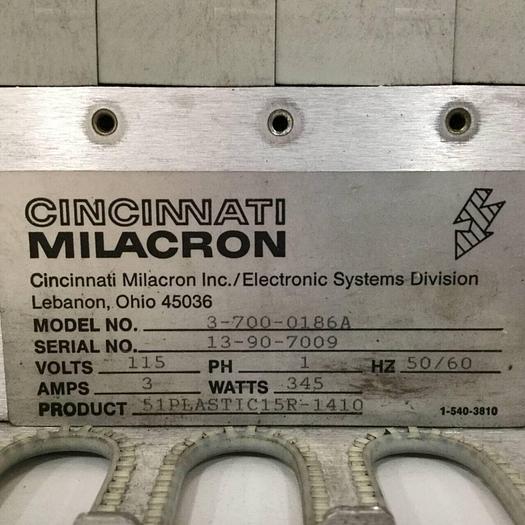 CINCINNATI
MILACRON
Cincinnati Milacron Inc./Electronic Systems Division
Lebanon, Ohio 45036
MODEL NO. 3-700-0186A
SERIAL NO. 13-90-7009
VOLTS 115 PH 1 HZ 50/60
AMPS 3 WATTS 345
PRODUCT 51PLASTIC15R-1410 1-540-3810